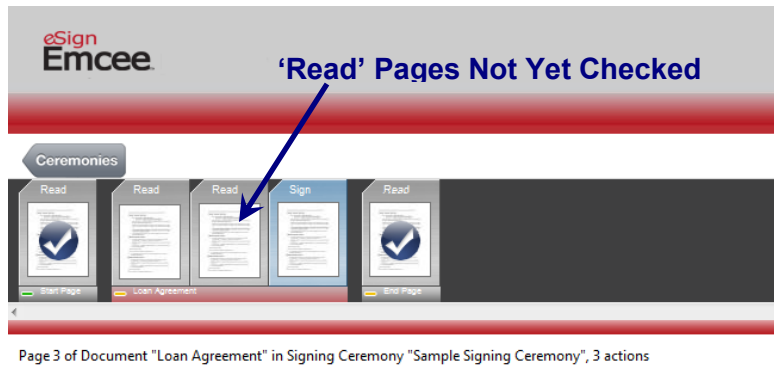 eSign
Emcee
‘Read’ Pages Not Yet Checked
Ceremonies
Read Read Read Sign Read
Start Page Loan Agreement End Page
Page 3 of Document "Loan Agreement" in Signing Ceremony "Sample Signing Ceremony", 3 actions